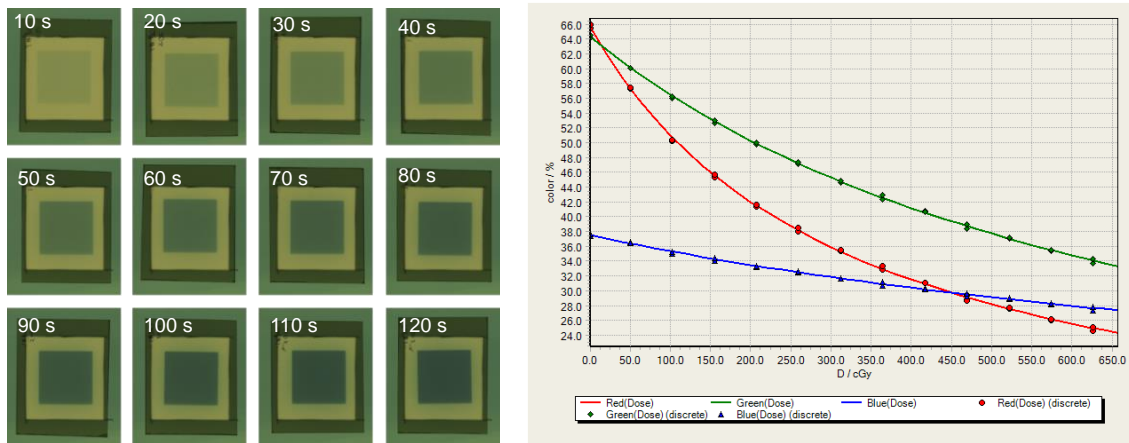 10 s 20 s 30 s 40 s
50 s 60 s 70 s 80 s
90 s 100 s 110 s 120 s
66.0
64.0
62.0
60.0
58.0
56.0
54.0
52.0
50.0
48.0
46.0
44.0
42.0
40.0
38.0
36.0
34.0
32.0
30.0
28.0
26.0
24.0
color / %
0.0 50.0 100.0 150.0 200.0 250.0 300.0 350.0 400.0 450.0 500.0 550.0 600.0 650.0
D / cGy
Red(Dose) Green(Dose) Blue(Dose) Red(Dose) (discrete)
Green(Dose) (discrete) Blue(Dose) (discrete)